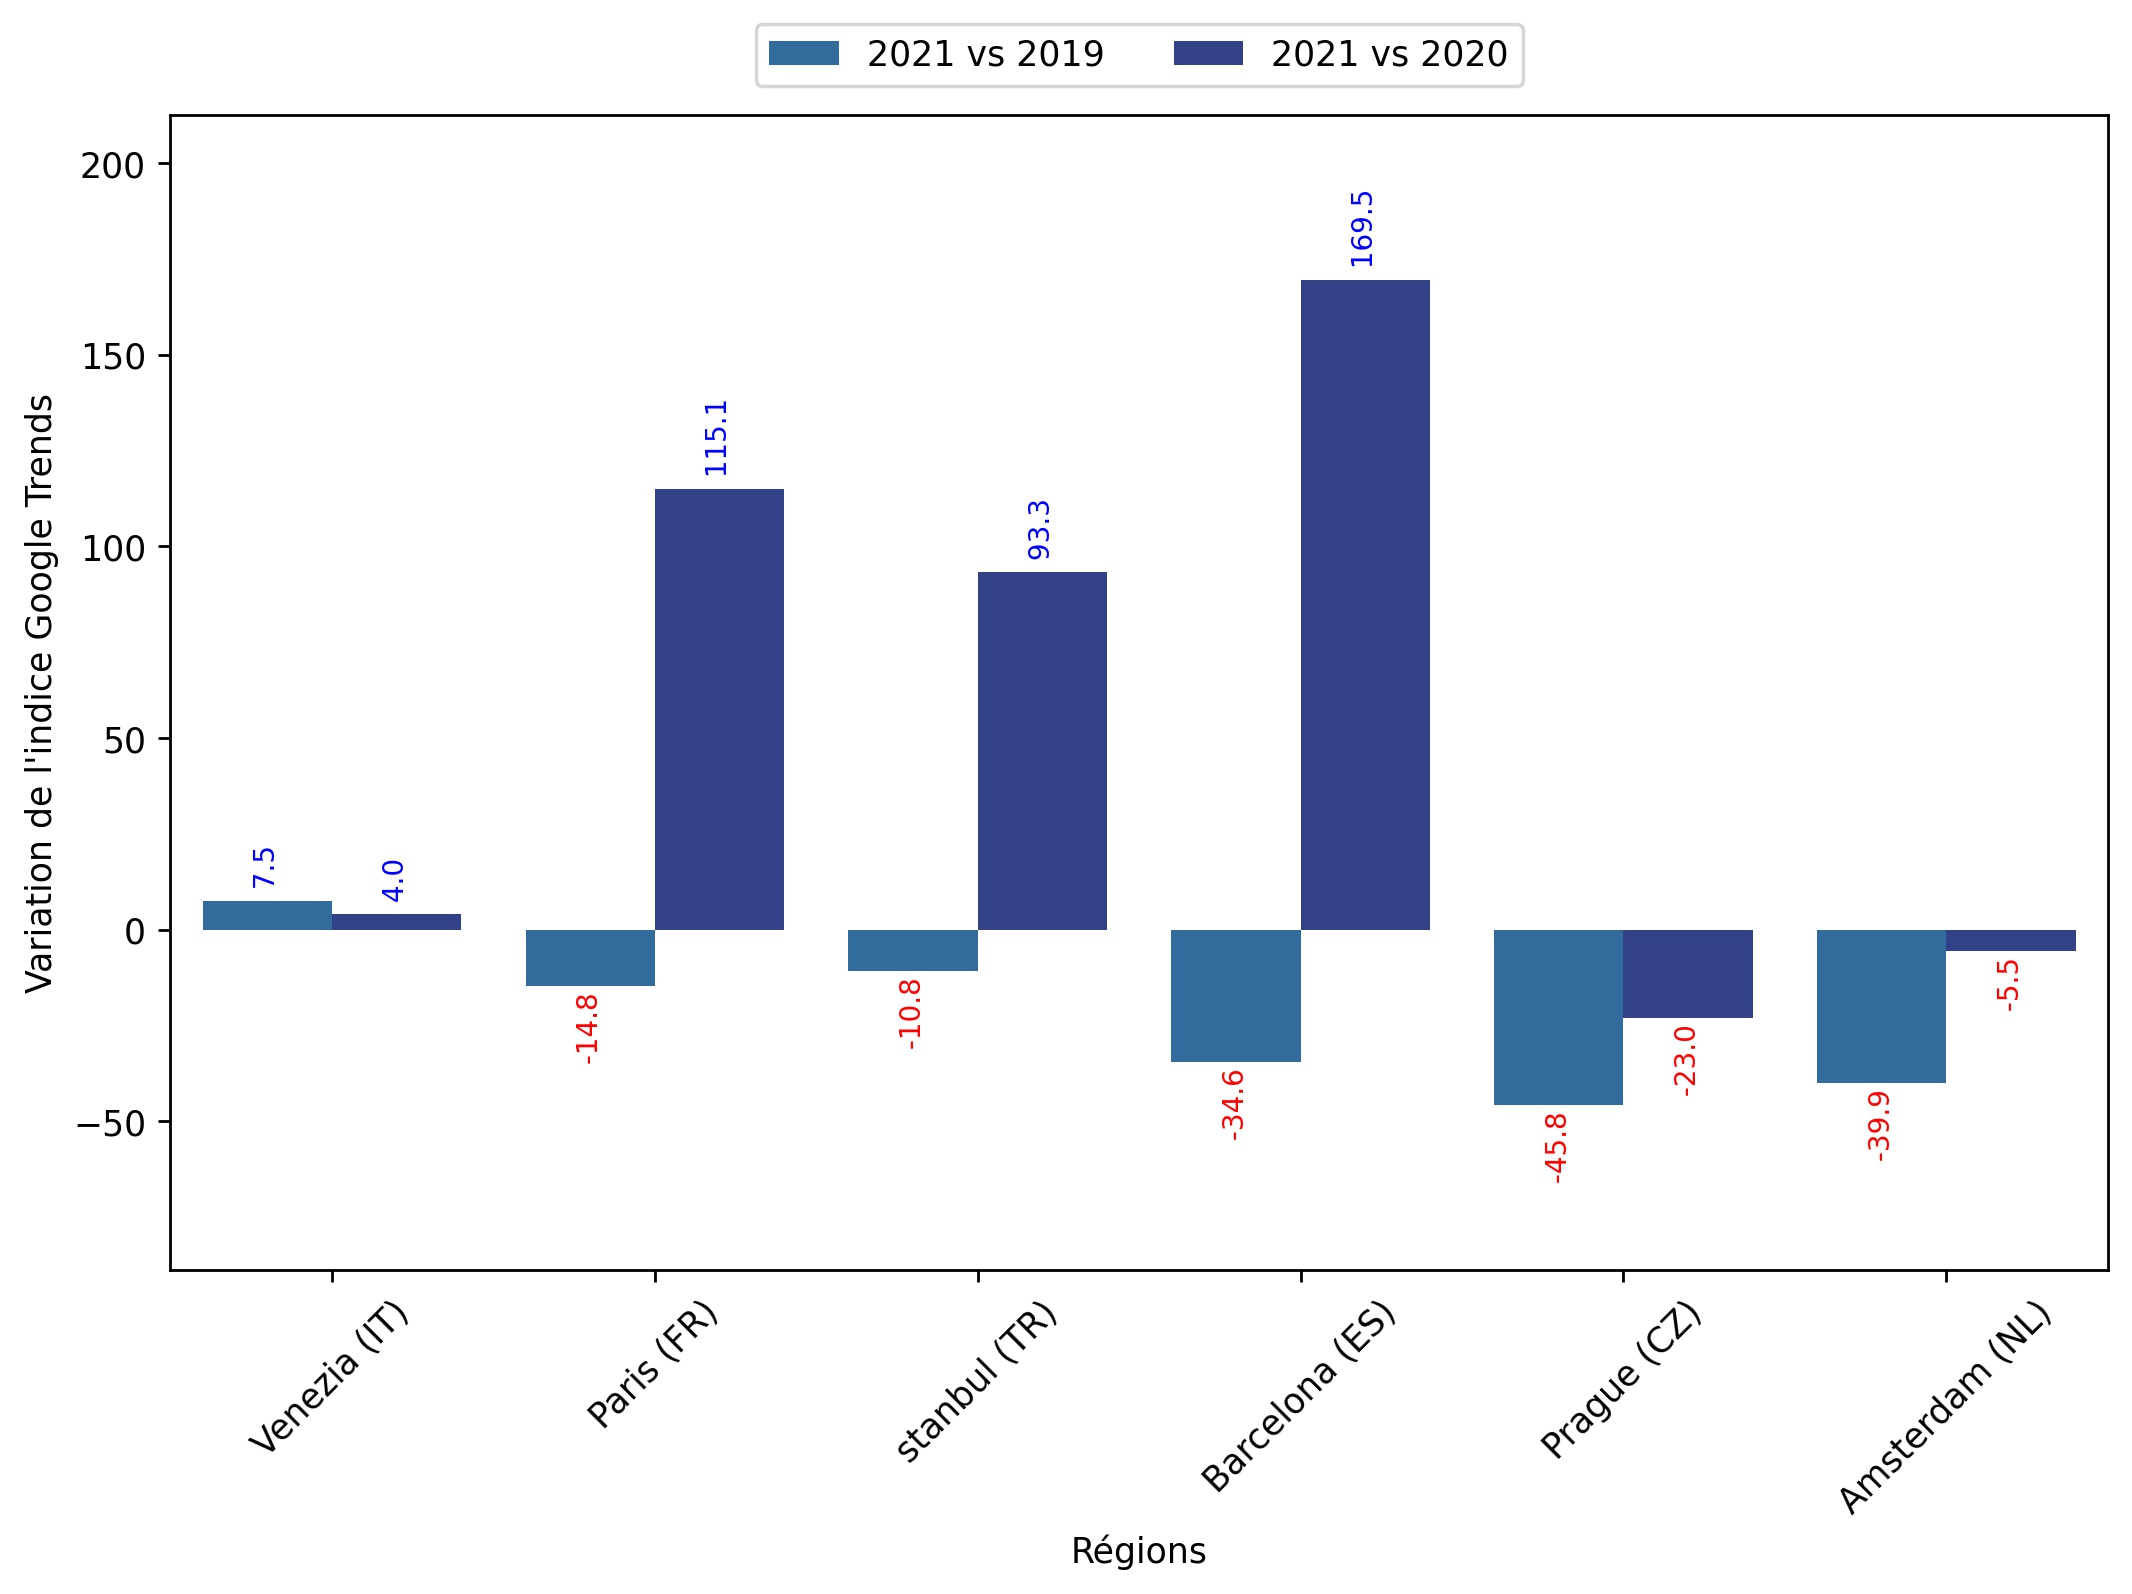 2021 vs 2019 2021 vs 2020
Variation de l'indice Google Trends
200
150
100
50
0
−50
7.5
4.0
-14.8
115.1
-10.8
93.3
-34.6
169.5
-45.8
-23.0
-39.9
-5.5
Venezia (IT)
Paris (FR)
stanbul (TR)
Barcelona (ES)
Prague (CZ)
Amsterdam (NL)
Régions